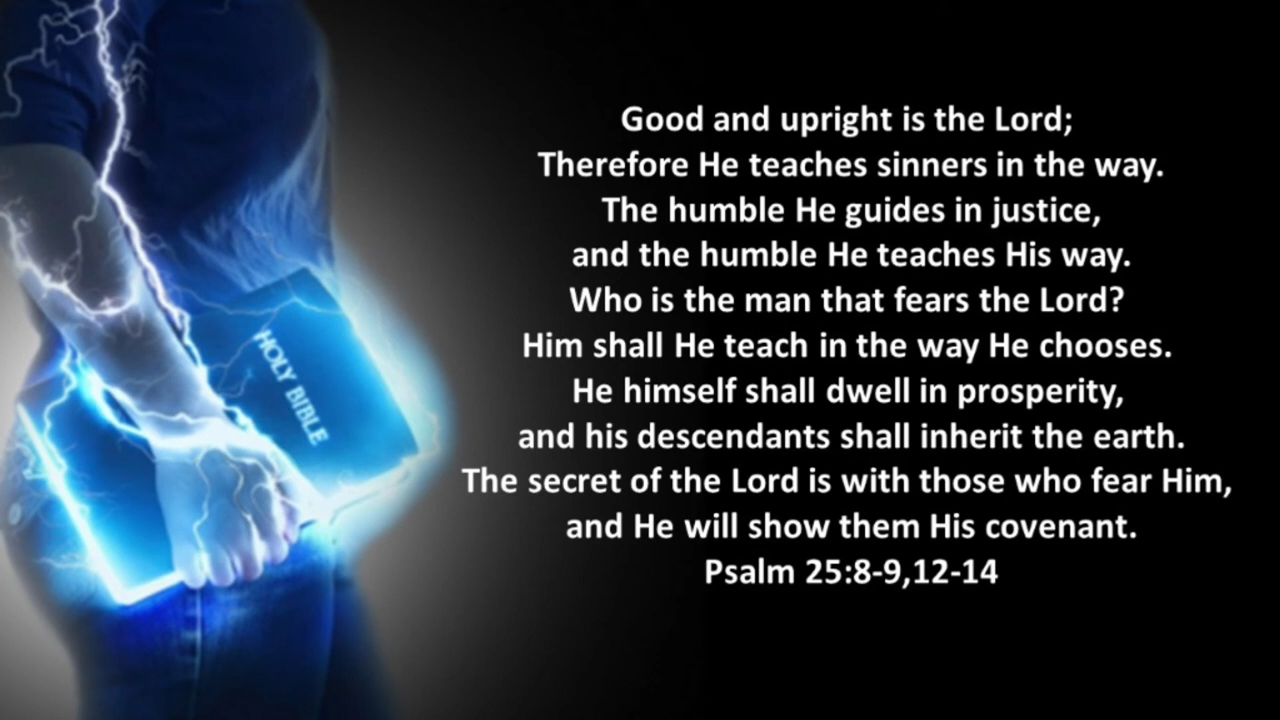 HOLY BIBLE
Good and upright is the Lord;
Therefore He teaches sinners in the way.
The humble He guides in justice,
and the humble He teaches His way.
Who is the man that fears the Lord?
Him shall He teach in the way He chooses.
He himself shall dwell in prosperity,
and his descendants shall inherit the earth.
The secret of the Lord is with those who fear Him,
and He will show them His covenant.
Psalm 25:8-9,12-14